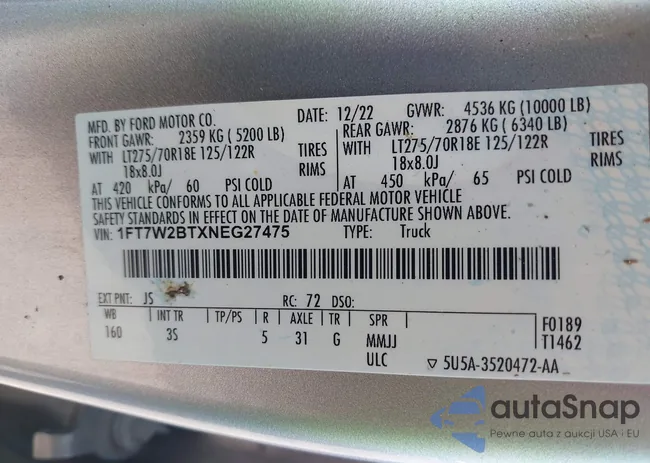 MFD. BY FORD MOTOR CO. DATE: 12/22 GVWR: 4536 KG (10000 LB)
FRONT GAWR: 2359 KG (5200 LB) REAR GAWR: 2876 KG (6340 LB)
WITH LT275/70R18E 125/122R TIRES WITH LT275/70R18E 125/122R TIRES
18x8.0J RIMS 18x8.0J RIMS
AT 420 kPa/ 60 PSI COLD AT 450 kPa/ 65 PSI COLD
THIS VEHICLE CONFORMS TO ALL APPLICABLE FEDERAL MOTOR VEHICLE
SAFETY STANDARDS IN EFFECT ON THE DATE OF MANUFACTURE SHOWN ABOVE.
VIN: 1FT7W2BTXNEG27475 TYPE: Truck
EXT PNT: JS RC: 72 DSO:
WB INT TR TP/PS R AXLE TR SPR F0189
160 3S 5 31 G MMJJ T1462
ULC ▽ 5U5A-3520472-AA
autaSnap
Pewne auta z aukcji USA • EU